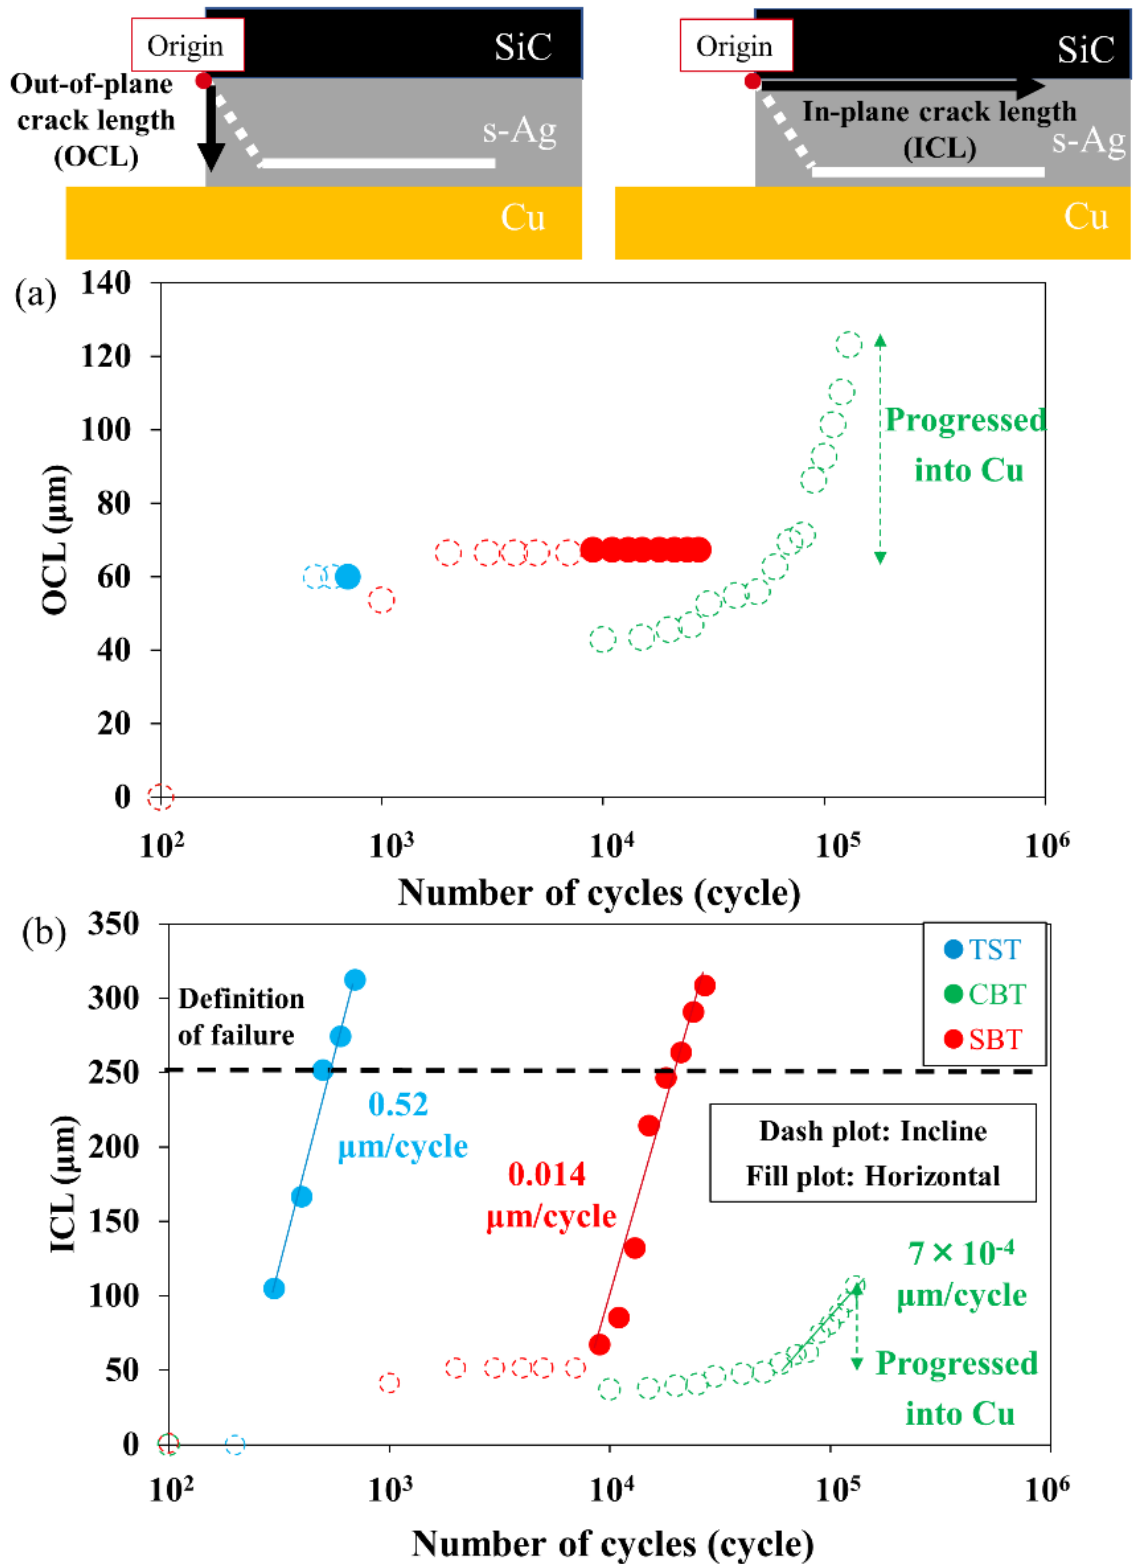 Origin
SiC
Out-of-plane
crack length
(OCL)
s-Ag
Cu
Origin
SiC
In-plane crack length
(ICL)
s-Ag
Cu
(a)
140
120
100
80
60
40
20
0
OCL (μm)
Progressed
into Cu
10²
10³
10⁴
10⁵
10⁶
Number of cycles (cycle)
(b)
350
300
250
200
150
100
50
0
ICL (μm)
Definition
of failure
TST
CBT
SBT
0.52
μm/cycle
0.014
μm/cycle
Dash plot: Incline
Fill plot: Horizontal
7×10⁻⁴
μm/cycle
Progressed
into Cu
10²
10³
10⁴
10⁵
10⁶
Number of cycles (cycle)